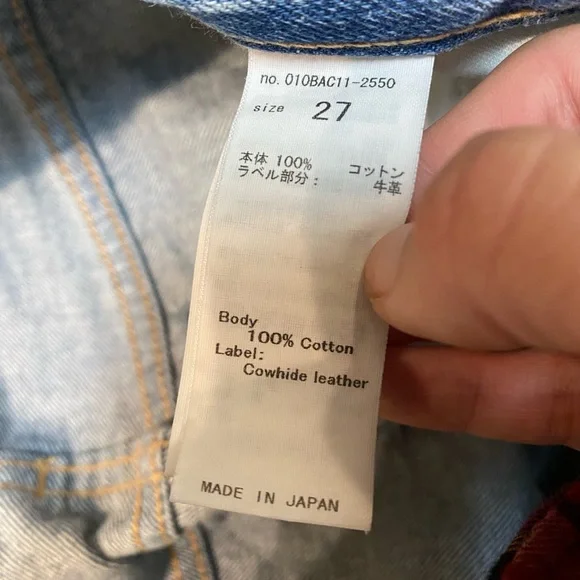 no. 010BAC11-2550
size 27
本体 100% コットン
ラベル部分： 牛革
Body
100% Cotton
Label:
Cowhide leather
MADE IN JAPAN